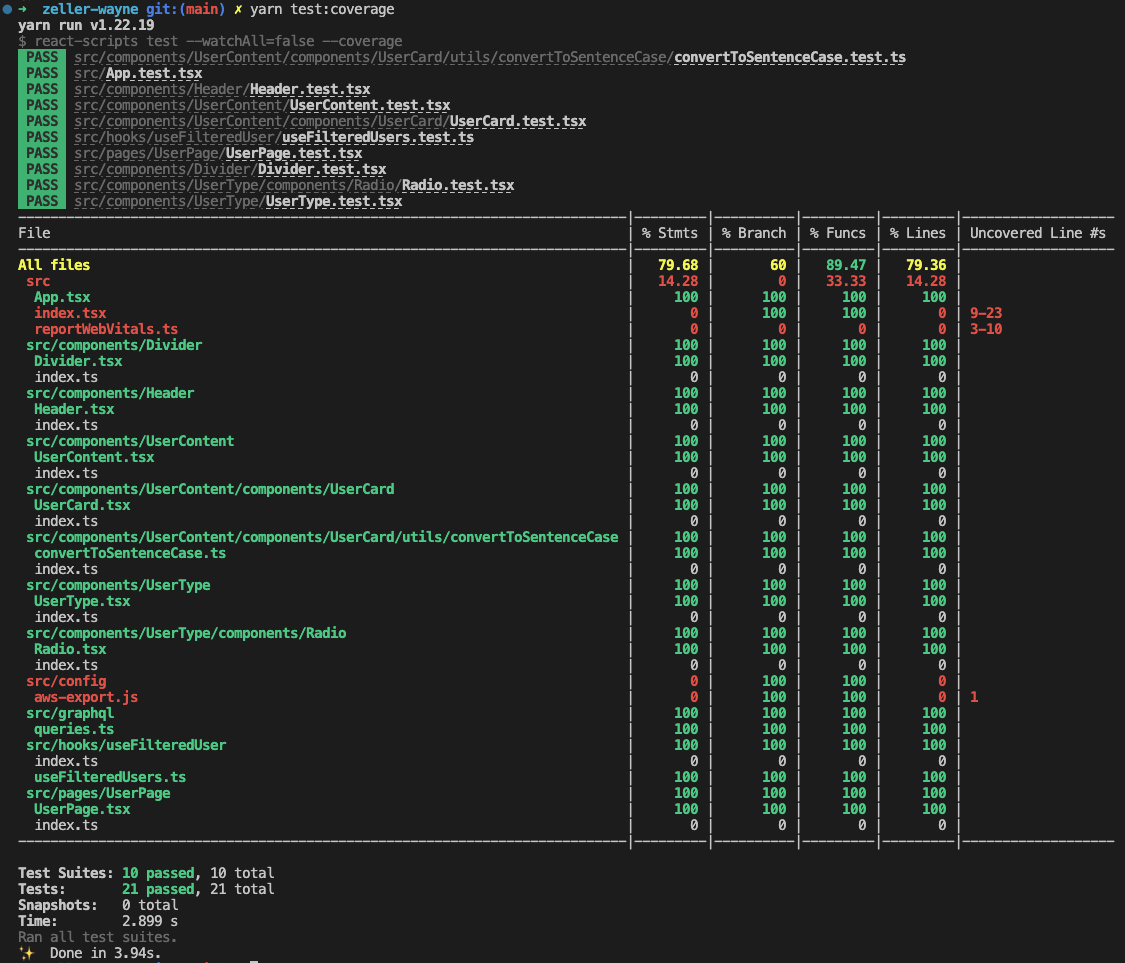 ➜ zeller-wayne git:(main) ✗ yarn test:coverage
yarn run v1.22.19
$ react-scripts test --watchAll=false --coverage
PASS src/components/UserContent/components/UserCard/utils/convertToSentenceCase/convertToSentenceCase.test.ts
PASS src/App.test.tsx
PASS src/components/Header/Header.test.tsx
PASS src/components/UserContent/UserContent.test.tsx
PASS src/components/UserContent/components/UserCard/UserCard.test.tsx
PASS src/hooks/useFilteredUser/useFilteredUsers.test.ts
PASS src/pages/UserPage/UserPage.test.tsx
PASS src/components/Divider/Divider.test.tsx
PASS src/components/UserType/components/Radio/Radio.test.tsx
PASS src/components/UserType/UserType.test.tsx
File | % Stmts | % Branch | % Funcs | % Lines | Uncovered Line #s
All files | 79.68 | 60 | 89.47 | 79.36 |
src | 14.28 | 0 | 33.33 | 14.28 |
App.tsx | 100 | 100 | 100 | 100 |
index.tsx | 0 | 100 | 100 | 0 | 9-23
reportWebVitals.ts | 0 | 0 | 0 | 0 | 3-10
src/components/Divider | 100 | 100 | 100 | 100 |
Divider.tsx | 100 | 100 | 100 | 100 |
index.ts | 0 | 0 | 0 | 0 |
src/components/Header | 100 | 100 | 100 | 100 |
Header.tsx | 100 | 100 | 100 | 100 |
index.ts | 0 | 0 | 0 | 0 |
src/components/UserContent | 100 | 100 | 100 | 100 |
UserContent.tsx | 100 | 100 | 100 | 100 |
index.ts | 0 | 0 | 0 | 0 |
src/components/UserContent/components/UserCard | 100 | 100 | 100 | 100 |
UserCard.tsx | 100 | 100 | 100 | 100 |
index.ts | 0 | 0 | 0 | 0 |
src/components/UserContent/components/UserCard/utils/convertToSentenceCase | 100 | 100 | 100 | 100 |
convertToSentenceCase.ts | 100 | 100 | 100 | 100 |
index.ts | 0 | 0 | 0 | 0 |
src/components/UserType | 100 | 100 | 100 | 100 |
UserType.tsx | 100 | 100 | 100 | 100 |
index.ts | 0 | 0 | 0 | 0 |
src/components/UserType/components/Radio | 100 | 100 | 100 | 100 |
Radio.tsx | 100 | 100 | 100 | 100 |
index.ts | 0 | 0 | 0 | 0 |
src/config | 0 | 100 | 100 | 0 |
aws-export.js | 0 | 100 | 100 | 0 | 1
src/graphql | 100 | 100 | 100 | 100 |
queries.ts | 100 | 100 | 100 | 100 |
src/hooks/useFilteredUser | 100 | 100 | 100 | 100 |
index.ts | 0 | 0 | 0 | 0 |
useFilteredUsers.ts | 100 | 100 | 100 | 100 |
src/pages/UserPage | 100 | 100 | 100 | 100 |
UserPage.tsx | 100 | 100 | 100 | 100 |
index.ts | 0 | 0 | 0 | 0 |
Test Suites: 10 passed, 10 total
Tests: 21 passed, 21 total
Snapshots: 0 total
Time: 2.899 s
Ran all test suites.
✨ Done in 3.94s.